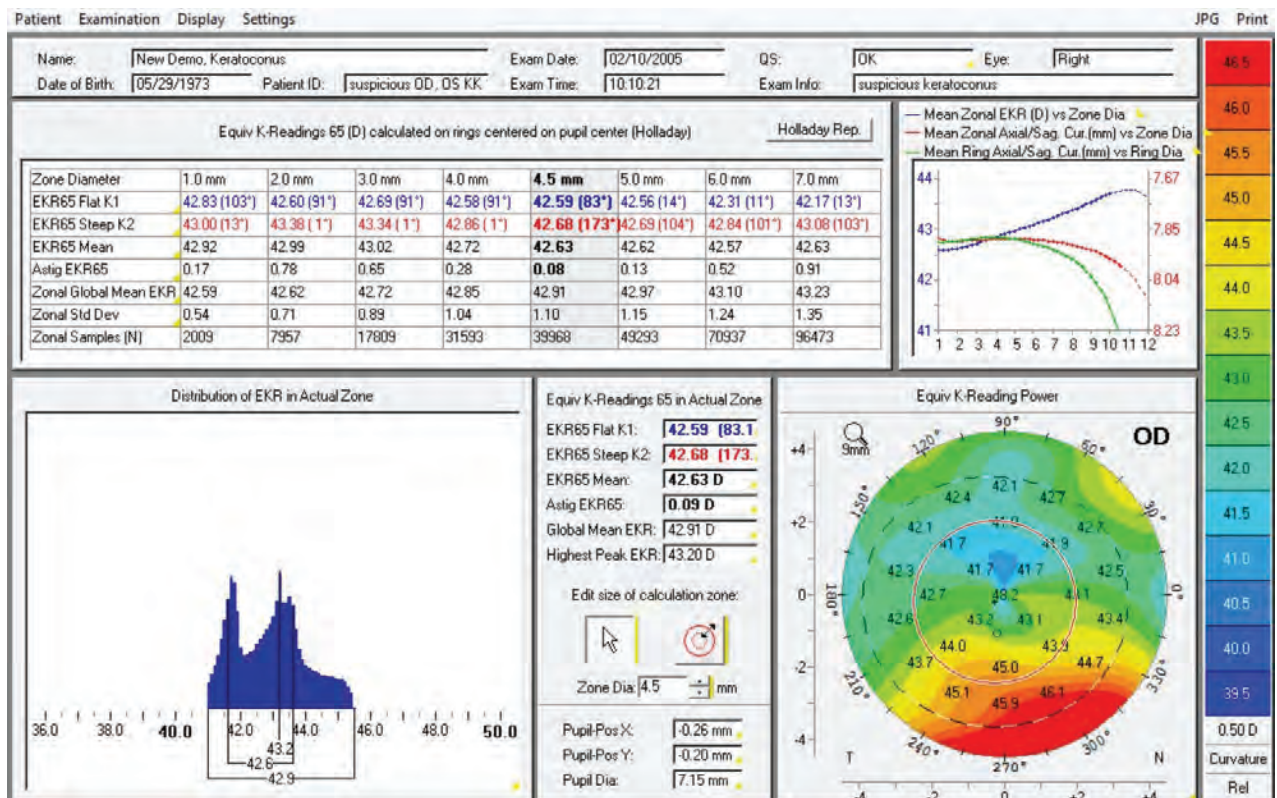 Patient Examination Display Settings JPG Print
Name: New Demo, Keratoconus Exam Date: 02/10/2005 QS: OK Eye: Right
Date of Birth: 05/29/1973 Patient ID: suspicious OD, OS KK Exam Time: 10:10:21 Exam Info: suspicious keratoconus
Equiv K-Readings 65 (D) calculated on rings centered on pupil center (Holladay) Holladay Rep.
Zone Diameter 1.0 mm 2.0 mm 3.0 mm 4.0 mm 4.5 mm 5.0 mm 6.0 mm 7.0 mm
EKR65 Flat K1 42.83 (103°) 42.60 (91°) 42.69 (91°) 42.58 (91°) 42.59 (83°) 42.56 (14°) 42.31 (11°) 42.17 (13°)
EKR65 Steep K2 43.00 (13°) 43.38 ( 1°) 43.34 ( 1°) 42.86 ( 1°) 42.68 (173°) 42.69 (104°) 42.84 (101°) 43.08 (103°)
EKR65 Mean 42.92 42.99 43.02 42.72 42.63 42.62 42.57 42.63
Astig EKR65 0.17 0.78 0.65 0.28 0.08 0.13 0.52 0.91
Zonal Global Mean EKR 42.59 42.62 42.72 42.85 42.91 42.97 43.10 43.23
Zonal Std Dev 0.54 0.71 0.89 1.04 1.10 1.15 1.24 1.35
Zonal Samples (N) 2009 7957 17809 31593 39968 49293 70937 96473
Mean Zonal EKR (D) vs Zone Dia
Mean Zonal Axial/Sag. Cur.(mm) vs Zone Dia
Mean Ring Axial/Sag. Cur.(mm) vs Ring Dia
44 7.67
43 7.85
42 8.04
41 8.23
1 2 3 4 5 6 7 8 9 10 11 12
Distribution of EKR in Actual Zone
36.0 38.0 40.0 42.0 44.0 46.0 48.0 50.0
43.2
42.6
42.9
Equiv K-Readings 65 in Actual Zone
EKR65 Flat K1: 42.59 (83.1
EKR65 Steep K2: 42.68 (173.
EKR65 Mean: 42.63 D
Astig EKR65: 0.09 D
Global Mean EKR: 42.91 D
Highest Peak EKR: 43.20 D
Edit size of calculation zone:
Zone Dia: 4.5 mm
Pupil-Pos X: -0.26 mm
Pupil-Pos Y: -0.20 mm
Pupil Dia: 7.15 mm
Equiv K-Reading Power
9mm 90° OD
120° 60°
150° 30°
180° 0°
210° 330°
240° 300°
270°
+4
+2
0
-2
-4
42.1
42.4 42.7
42.1 42.7
41.7 41.9
42.3 41.7 41.7 42.5
42.7 48.2
42.6 43.2 43.1 43.4
44.0 43.9
43.7 45.0 44.7
45.1 45.9 46.1
T N
-4 -2 0 +2 +4
46.5
46.0
45.5
45.0
44.5
44.0
43.5
43.0
42.5
42.0
41.5
41.0
40.5
40.0
39.5
0.50 D
Curvature
Rel